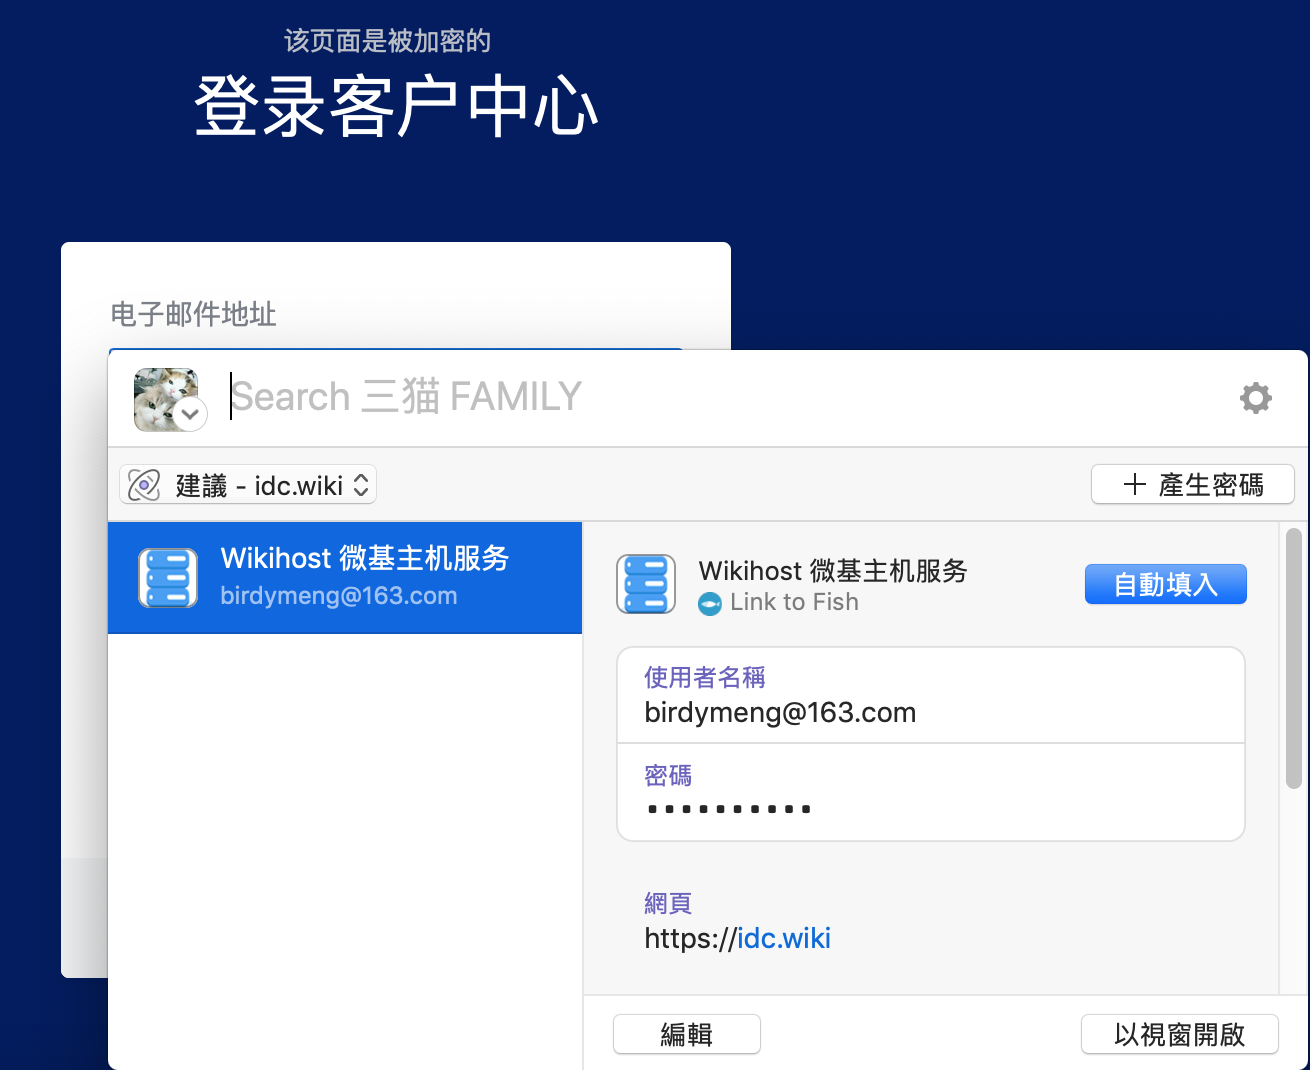 该页面是被加密的
登录客户中心
电子邮件地址
Search 三猫 FAMILY
建議 - idc.wiki
產生密碼
Wikihost 微基主机服务
birdymeng@163.com
Wikihost 微基主机服务
Link to Fish
自動填入
使用者名稱
birdymeng@163.com
密碼
••••••••••
網頁
https://idc.wiki
編輯
以視窗開啟